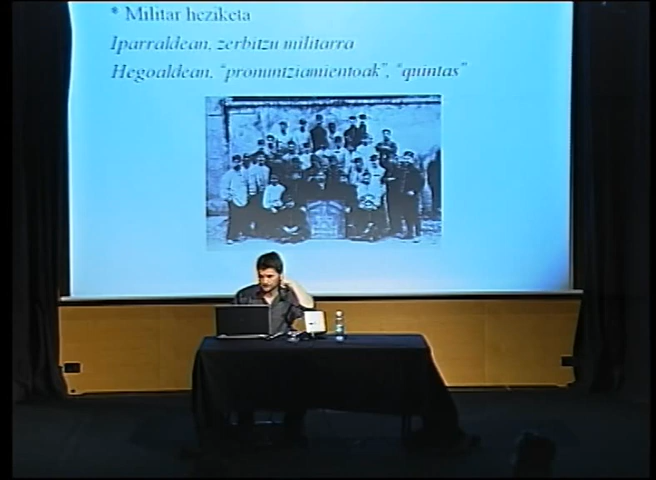 * Militar heziketa
Iparraldean, zerbitzu militarra
Hegoaldean, "pronuntziamientoak", "quintas"